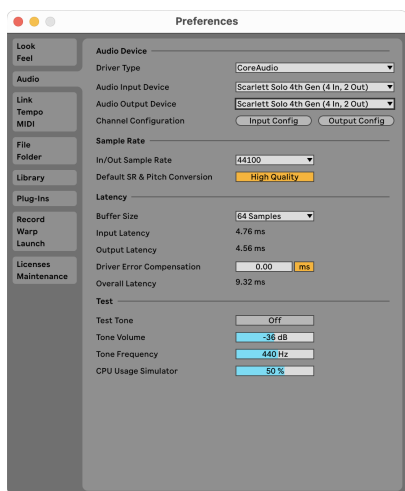 Preferences
Look
Feel
Audio
Link
Tempo
MIDI
File
Folder
Library
Plug-Ins
Record
Warp
Launch
Licenses
Maintenance
Audio Device
Driver Type CoreAudio
Audio Input Device Scarlett Solo 4th Gen (4 In, 2 Out)
Audio Output Device Scarlett Solo 4th Gen (4 In, 2 Out)
Channel Configuration Input Config Output Config
Sample Rate
In/Out Sample Rate 44100
Default SR & Pitch Conversion High Quality
Latency
Buffer Size 64 Samples
Input Latency 4.76 ms
Output Latency 4.56 ms
Driver Error Compensation 0.00 ms
Overall Latency 9.32 ms
Test
Test Tone Off
Tone Volume -36 dB
Tone Frequency 440 Hz
CPU Usage Simulator 50 %